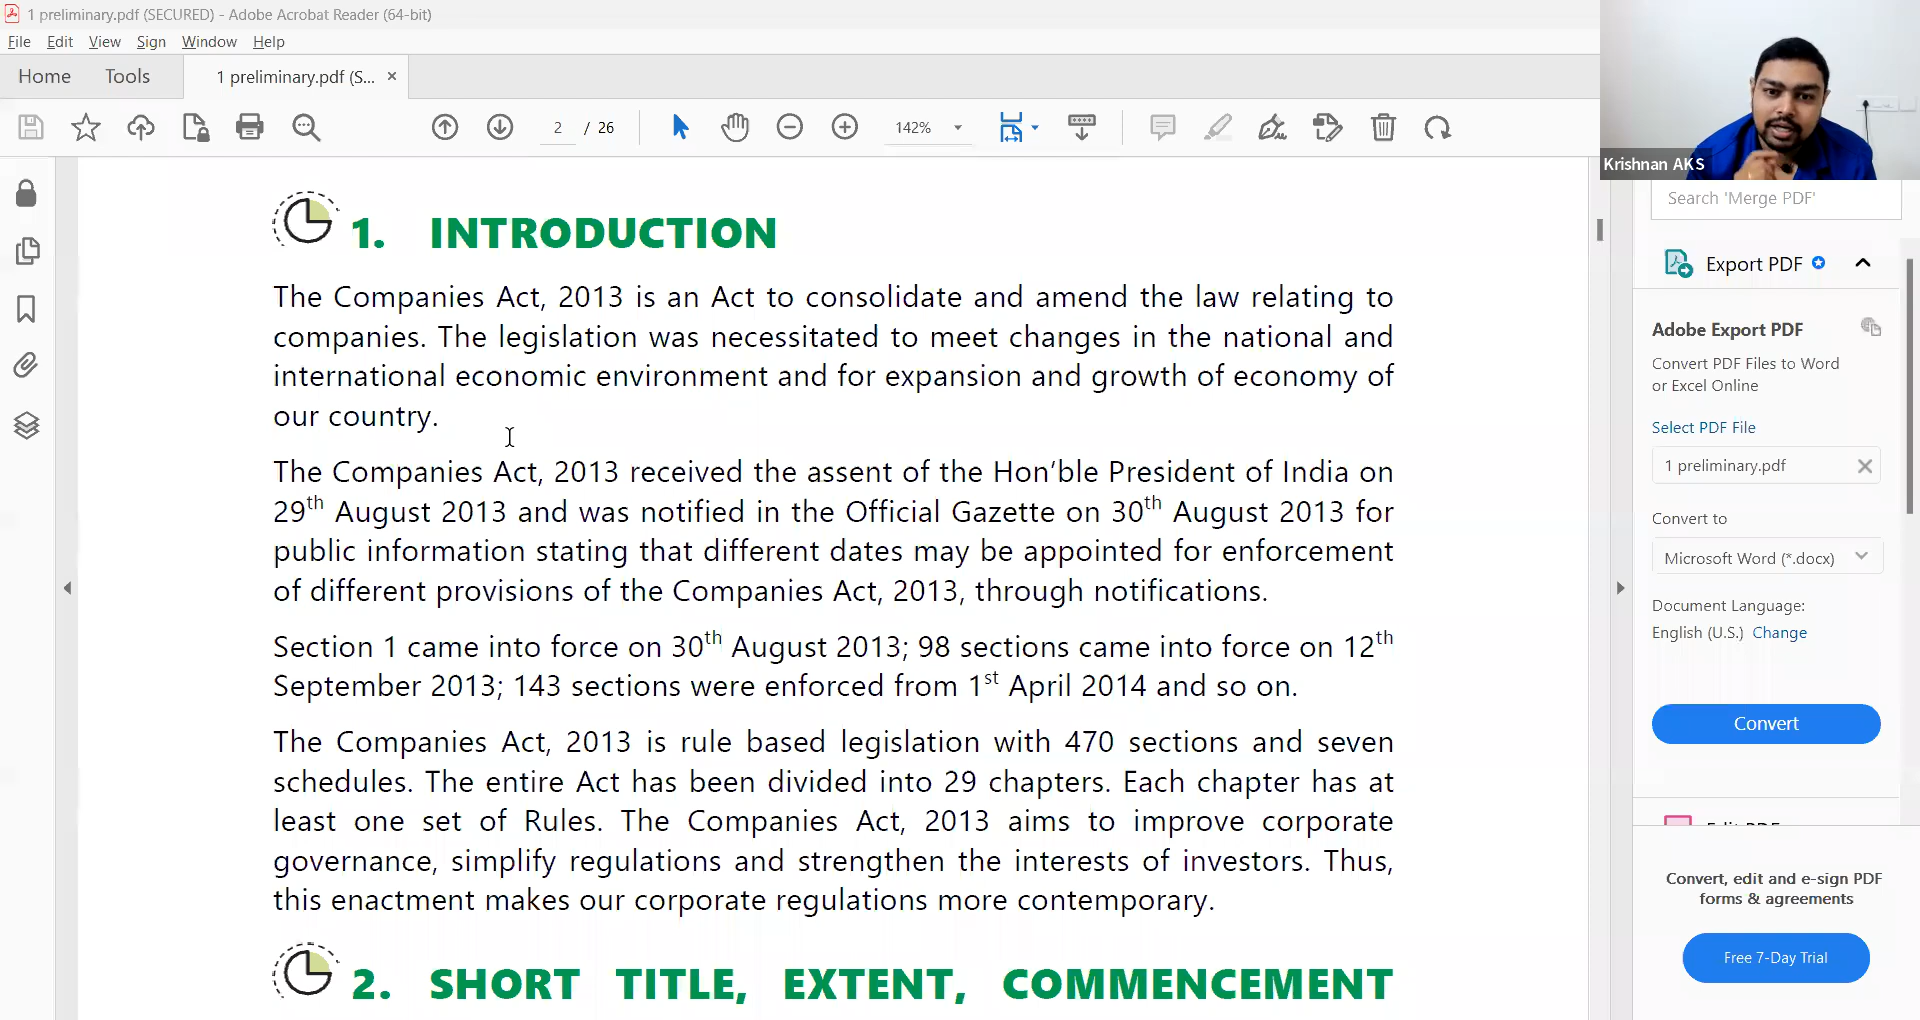 1 preliminary.pdf (SECURED) - Adobe Acrobat Reader (64-bit)
File Edit View Sign Window Help
Home Tools 1 preliminary.pdf (S... ×
2 / 26 142%
Krishnan AKS
1. INTRODUCTION
The Companies Act, 2013 is an Act to consolidate and amend the law relating to
companies. The legislation was necessitated to meet changes in the national and
international economic environment and for expansion and growth of economy of
our country.
The Companies Act, 2013 received the assent of the Hon’ble President of India on
29th August 2013 and was notified in the Official Gazette on 30th August 2013 for
public information stating that different dates may be appointed for enforcement
of different provisions of the Companies Act, 2013, through notifications.
Section 1 came into force on 30th August 2013; 98 sections came into force on 12th
September 2013; 143 sections were enforced from 1st April 2014 and so on.
The Companies Act, 2013 is rule based legislation with 470 sections and seven
schedules. The entire Act has been divided into 29 chapters. Each chapter has at
least one set of Rules. The Companies Act, 2013 aims to improve corporate
governance, simplify regulations and strengthen the interests of investors. Thus,
this enactment makes our corporate regulations more contemporary.
2. SHORT TITLE, EXTENT, COMMENCEMENT
Search 'Merge PDF'
Export PDF
Adobe Export PDF
Convert PDF Files to Word
or Excel Online
Select PDF File
1 preliminary.pdf
Convert to
Microsoft Word (*.docx)
Document Language:
English (U.S.) Change
Convert
Edit PDF
Convert, edit and e-sign PDF
forms & agreements
Free 7-Day Trial